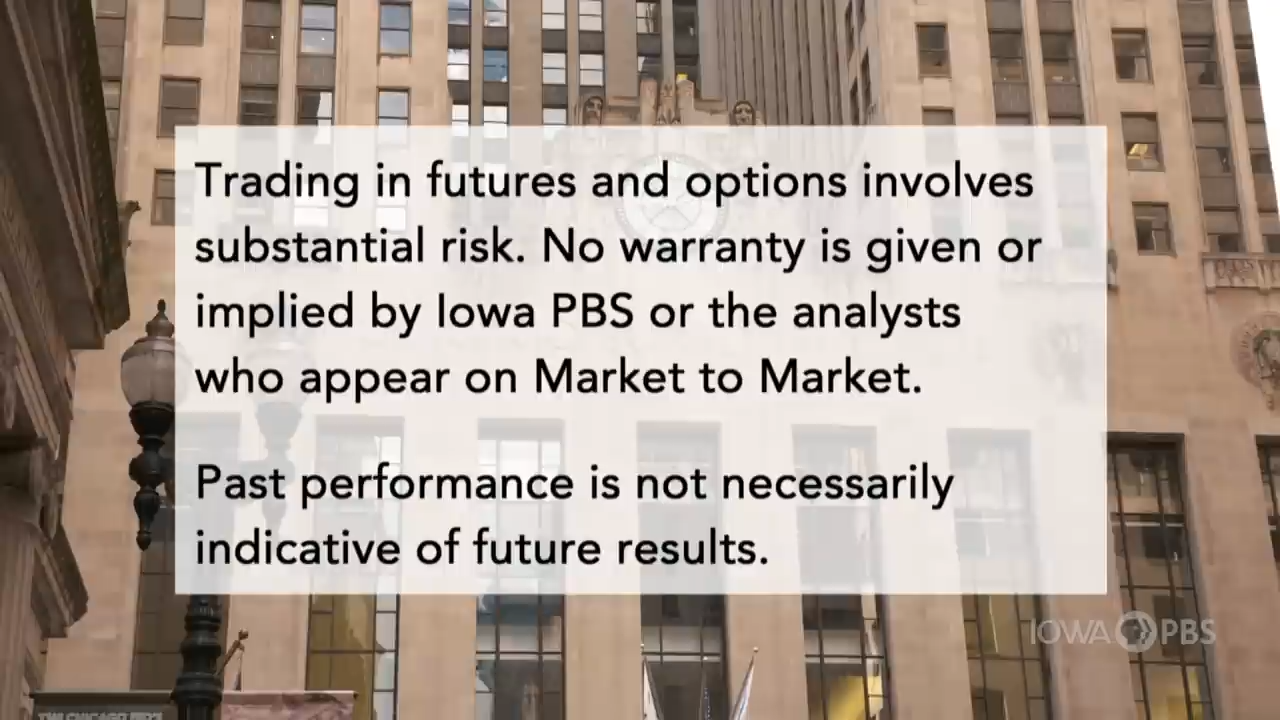 Trading in futures and options involves
substantial risk. No warranty is given or
implied by Iowa PBS or the analysts
who appear on Market to Market.
Past performance is not necessarily
indicative of future results.
IOWA PBS